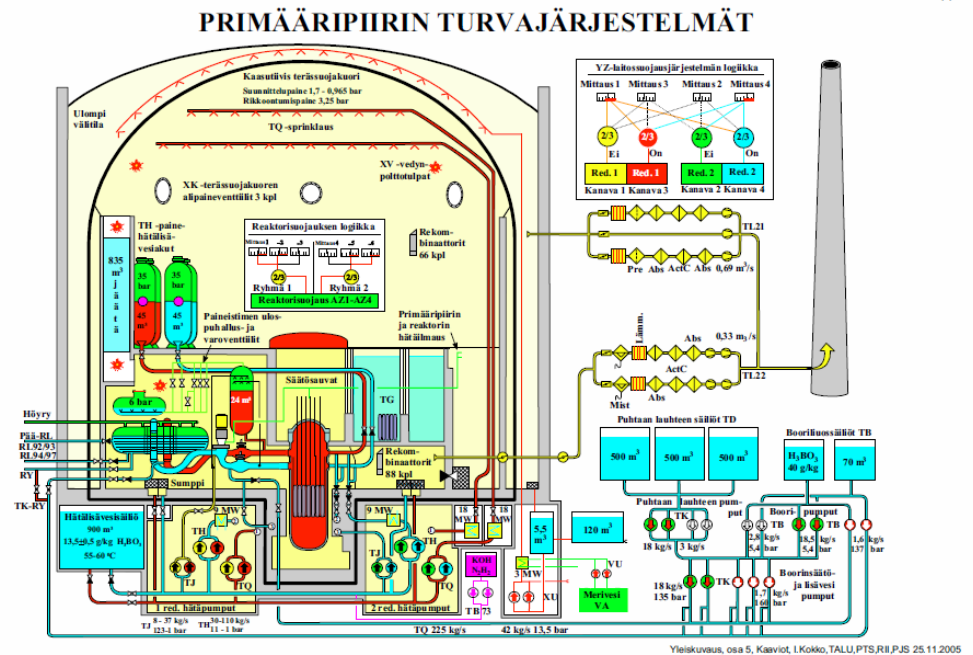 PRIMÄÄRIPIIRIN TURVAJÄRJESTELMÄT
Kaasutiivis terässuojakuori
Suunnittelupaine 1,7 - 0,965 bar
Rikkoontumispaine 3,25 bar
Ulompi
välitila
TQ -sprinklaus
XV -vedyn-
polttotulpat
XK -terässuojakuoren
alipaineventtiilit 3 kpl
YZ-laitossuojausjärjestelmän logiikka
Mittaus 1 Mittaus 3 Mittaus 2 Mittaus 4
2/3 2/3 2/3 2/3
Ei On Ei On
Red. 1 Red. 1 Red. 2 Red. 2
Kanava 1 Kanava 3 Kanava 2 Kanava 4
TH -paine-
hätälisä-
vesiakut
835
m³
j
ä
ä
t
ä
35
bar
45
m³
35
bar
45
m³
Reaktorisuojauksen logiikka
Mittaus1 -2 -3 Mittaus4 -5 -6
2/3 2/3
Ryhmä 1 Ryhmä 2
Reaktorisuojaus AZ1-AZ4
Rekom-
binaattorit
66 kpl
TL21
Pre Abs ActC Abs 0,69 m³/s
Paineistimen ulos-
puhallus- ja
varoventtiilit
Primääripiirin
ja reaktorin
hätäilmaus
Lämm.
Abs
0,33 m³/s
ActC
TL22
Mist
Säätösauvat
TG
24 m³
6 bar
Höyry
Pää-RL
RL92/93
RL94/97
RY
TK-RY
Sumppi
Rekom-
binaattorit
88 kpl
Puhtaan lauhteen säiliöt TD
500 m³
500 m³
500 m³
Booriliuossäiliöt TB
H₃BO₃
40 g/kg
70 m³
Hätälisävesisäiliö
900 m³
13,5±0,5 g/kg H₃BO₃
55-60 ⁰C
9 MW
TH
TJ
TQ
9 MW
TJ
TH
TQ
18
MW
18
MW
5,5
m³
120 m³
3 MW
VU
XU
Merivesi
VA
KOH
N₂H₂
TB 73
Puhtaan lauhteen pum-
put
TK
18 kg/s 3 kg/s
Boori- pumput
TB TB
2,8
kg/s
5,4
bar
18,5
kg/s
5,4
bar
1,6
kg/s
137
bar
18 kg/s
135 bar
TK
1,7
kg/s
160
bar
Boorinsäätö-
ja lisävesi
pumput
1 red. hätäpumput
2 red. hätäpumput
TJ 8- 37 kg/s
123-1 bar
TH 30-110 kg/s
11 - 1 bar
TQ 225 kg/s
42 kg/s 13,5 bar
Yleiskuvaus, osa 5, Kaaviot, I.Kokko,TALU,PTS,RII,PJS 25.11.2005